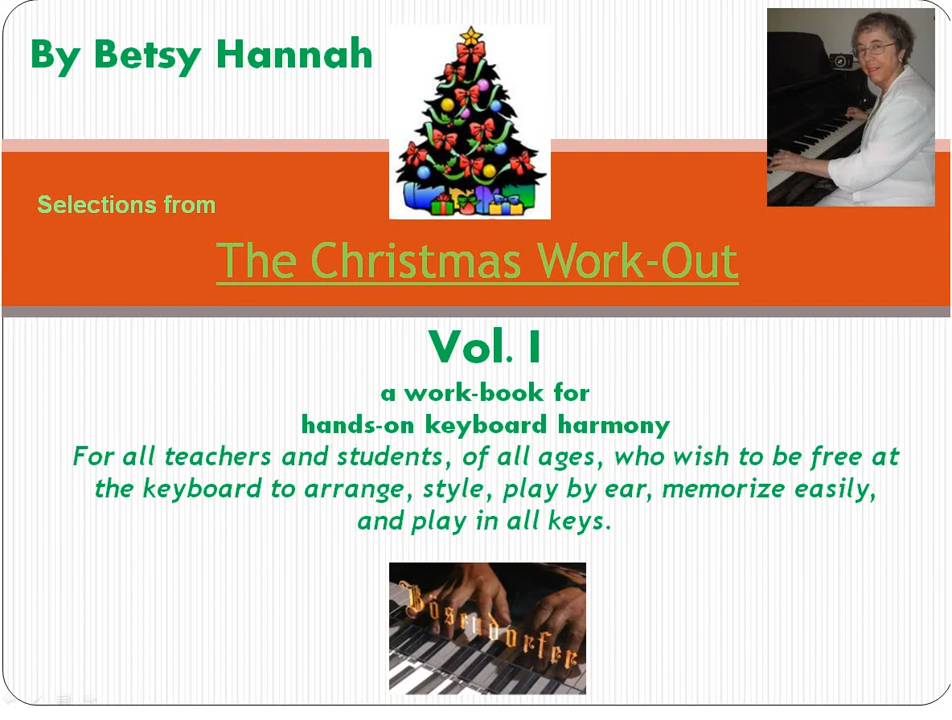 By Betsy Hannah
Selections from
The Christmas Work-Out
Vol. I
a work-book for
hands-on keyboard harmony
For all teachers and students, of all ages, who wish to be free at
the keyboard to arrange, style, play by ear, memorize easily,
and play in all keys.
Bösendorfer